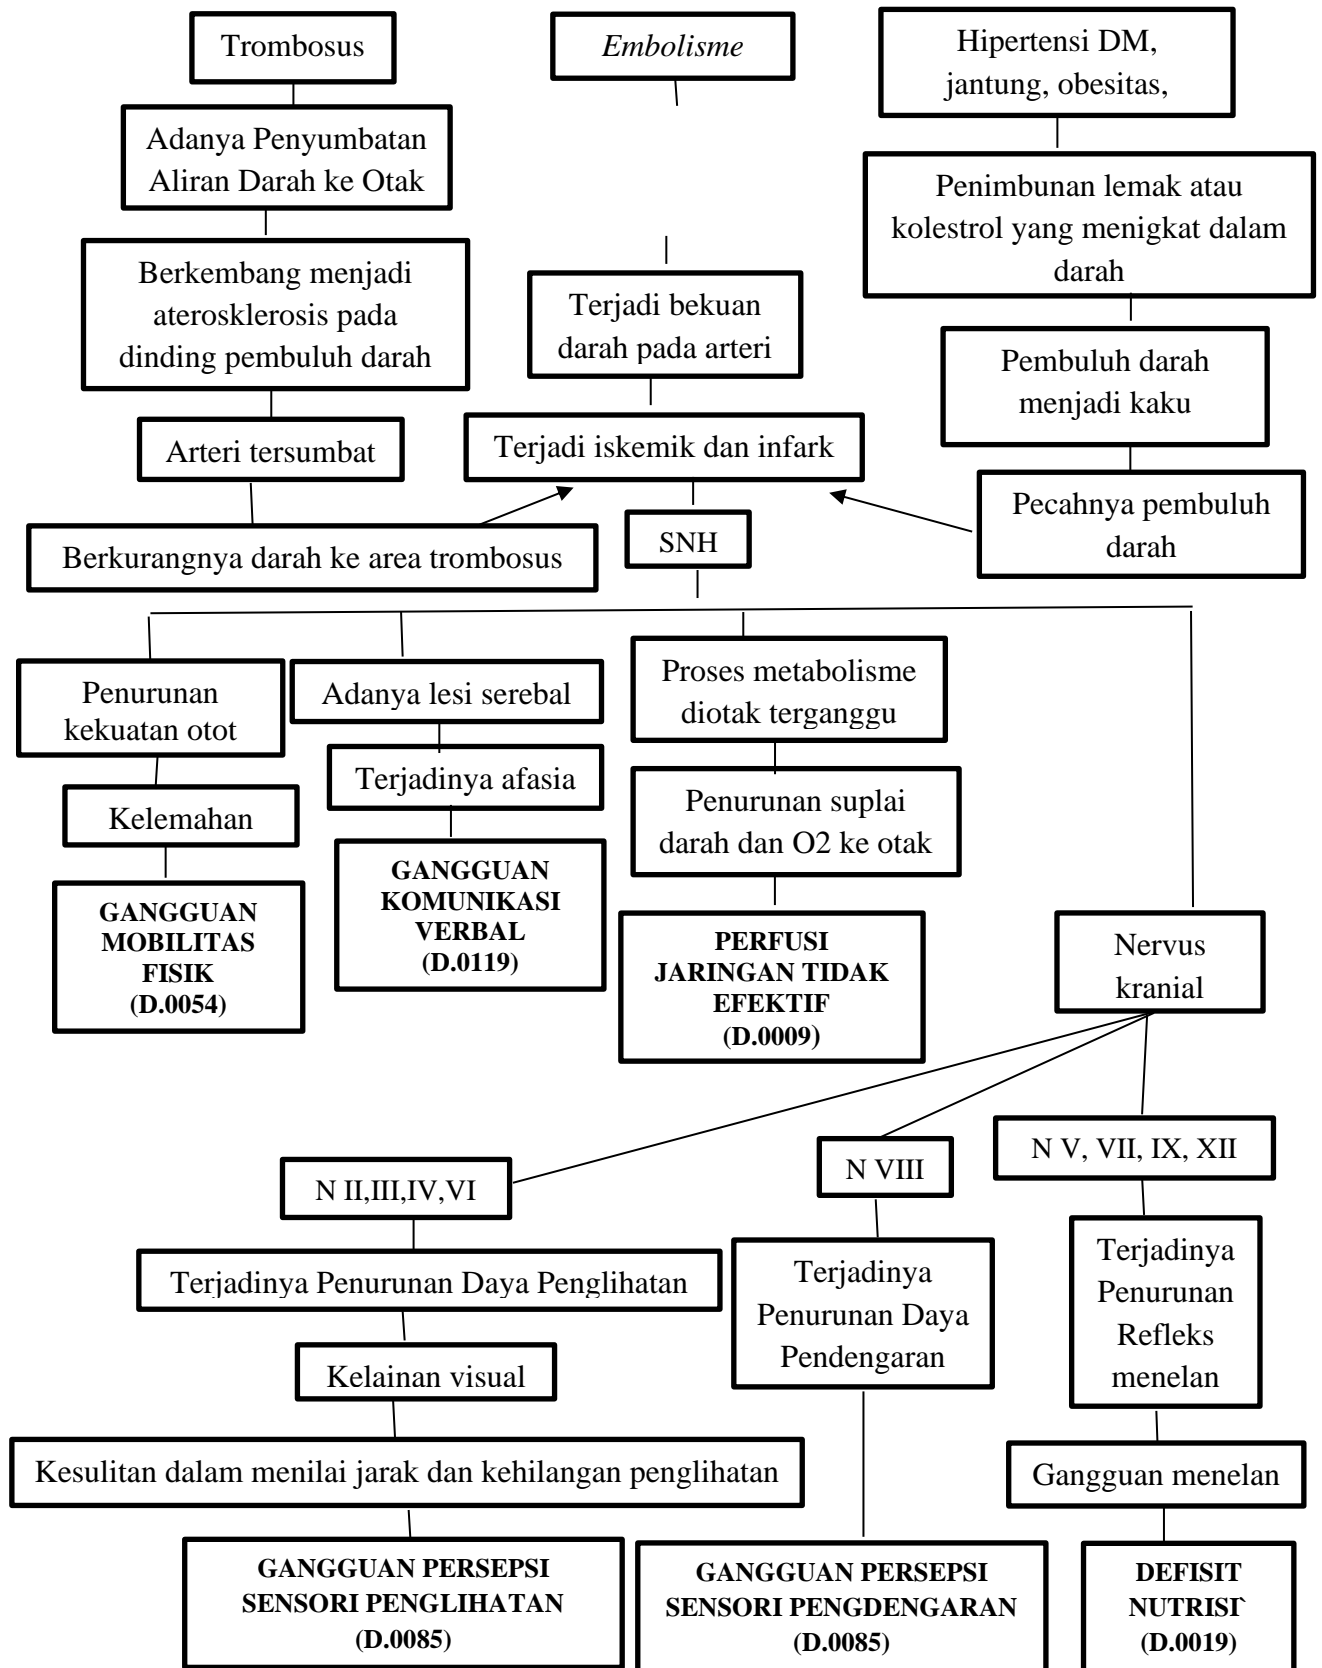 Trombosus
Embolisme
Hipertensi DM,
jantung, obesitas,
Adanya Penyumbatan
Aliran Darah ke Otak
Penimbunan lemak atau
kolestrol yang menigkat dalam
darah
Berkembang menjadi
aterosklerosis pada
dinding pembuluh darah
Terjadi bekuan
darah pada arteri
Pembuluh darah
menjadi kaku
Arteri tersumbat
Terjadi iskemik dan infark
Pecahnya pembuluh
darah
Berkurangnya darah ke area trombosus
SNH
Penurunan
kekuatan otot
Adanya lesi serebal
Proses metabolisme
diotak terganggu
Kelemahan
Terjadinya afasia
Penurunan suplai
darah dan O2 ke otak
GANGGUAN
MOBILITAS
FISIK
(D.0054)
GANGGUAN
KOMUNIKASI
VERBAL
(D.0119)
PERFUSI
JARINGAN TIDAK
EFEKTIF
(D.0009)
Nervus
kranial
N II,III,IV,VI
N VIII
N V, VII, IX, XII
Terjadinya Penurunan Daya Penglihatan
Terjadinya
Penurunan Daya
Pendengaran
Terjadinya
Penurunan
Refleks
menelan
Kelainan visual
Kesulitan dalam menilai jarak dan kehilangan penglihatan
Gangguan menelan
GANGGUAN PERSEPSI
SENSORI PENGLIHATAN
(D.0085)
GANGGUAN PERSEPSI
SENSORI PENGDENGARAN
(D.0085)
DEFISIT
NUTRISI`
(D.0019)